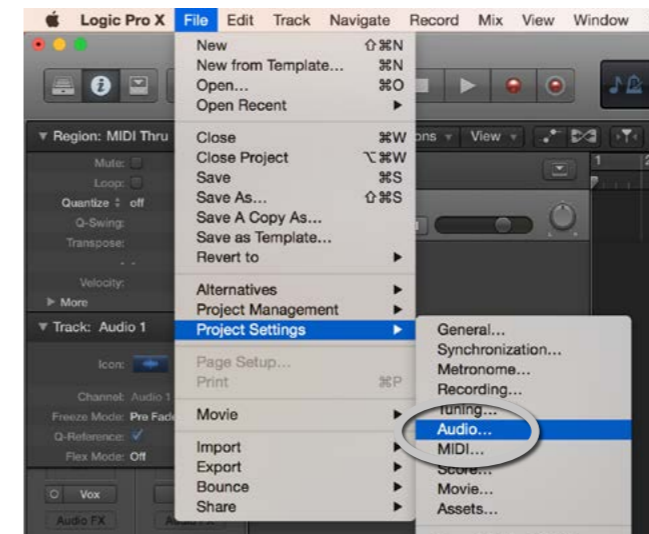 Logic Pro X File Edit Track Navigate Record Mix View Window
New ⇧⌘N
New from Template... ⌘N
Open... ⌘O
Open Recent ▶
Close ⌘W
Close Project ⌥⌘W
Save ⌘S
Save As... ⇧⌘S
Save A Copy As...
Save as Template...
Revert to ▶
Alternatives ▶
Project Management ▶
Project Settings ▶
Page Setup...
Print ⌘P
Movie ▶
Import ▶
Export ▶
Bounce ▶
Share ▶
General...
Synchronization...
Metronome...
Recording...
Tuning...
Audio...
MIDI...
Score...
Movie...
Assets...
▼ Region: MIDI Thru
Mute:
Loop:
Quantize off
Q-Swing:
Transpose:
Velocity:
▶ More
▼ Track: Audio 1
Icon:
Channel: Audio 1
Freeze Mode: Pre Fad
Q-Reference: ✓
Flex Mode: Off
Vox
Audio FX
ons View
1